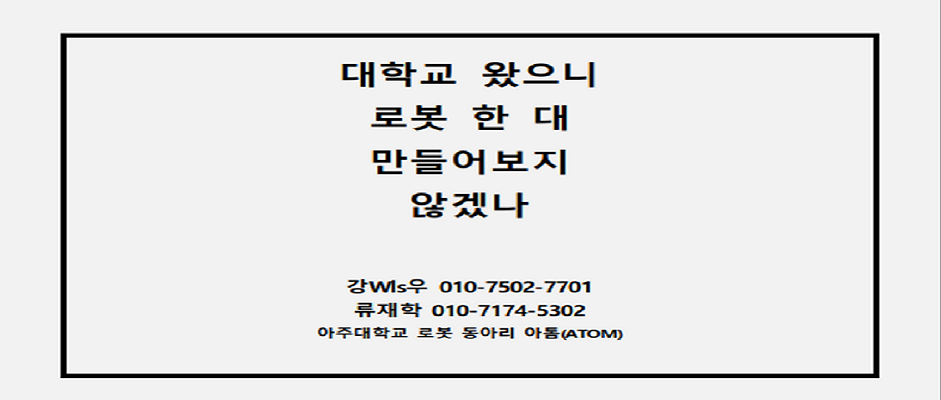 대학교 왔으니
로봇 한 대
만들어보지
않겠나
강Wls우 010-7502-7701
류재학 010-7174-5302
아주대학교 로봇 동아리 아톰(ATOM)